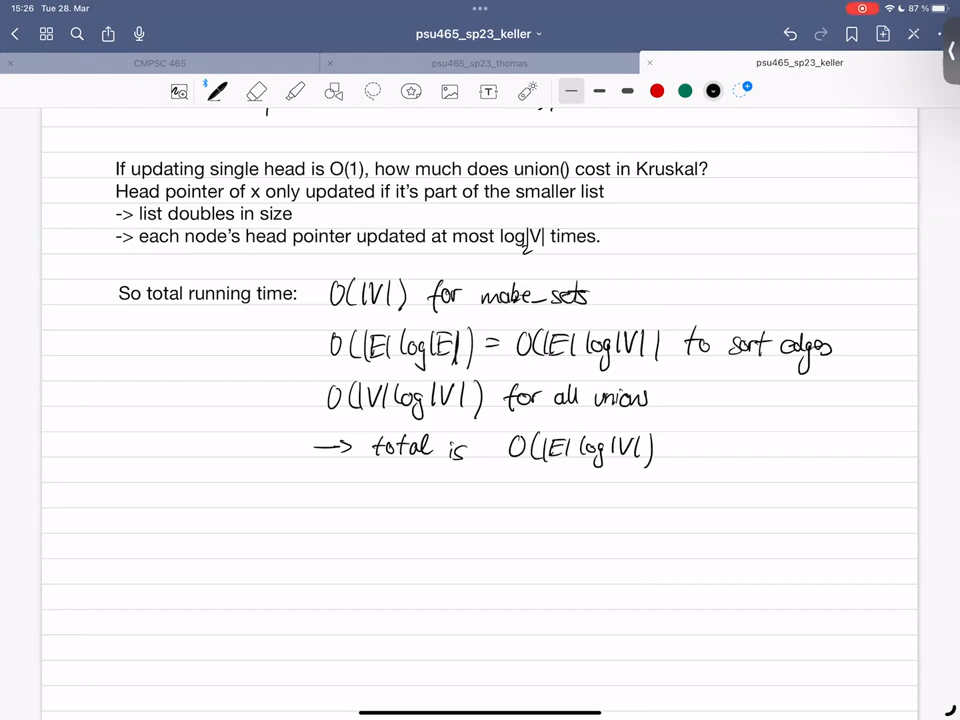 15:26 Tue 28. Mar
87 %
psu465_sp23_keller
CMPSC 465
psu465_sp23_thomas
psu465_sp23_keller
If updating single head is O(1), how much does union() cost in Kruskal?
Head pointer of x only updated if it's part of the smaller list
-> list doubles in size
-> each node's head pointer updated at most log₂|V| times.
So total running time: O(|V|) for make_sets
O(|E| log|E|) = O(|E| log|V|) to sort edges
O(|V| log|V|) for all unions
→ total is O(|E| log|V|)